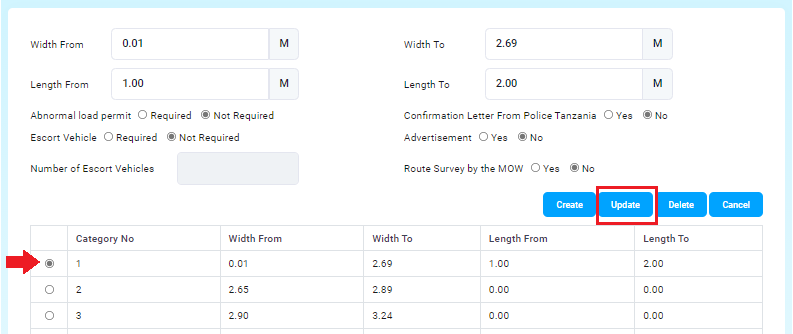 Width From 0.01 M Width To 2.69 M
Length From 1.00 M Length To 2.00 M
Abnormal load permit Required Not Required Confirmation Letter From Police Tanzania Yes No
Escort Vehicle Required Not Required Advertisement Yes No
Number of Escort Vehicles Route Survey by the MOW Yes No
Create Update Delete Cancel
Category No Width From Width To Length From Length To
1 0.01 2.69 1.00 2.00
2 2.65 2.89 0.00 0.00
3 2.90 3.24 0.00 0.00